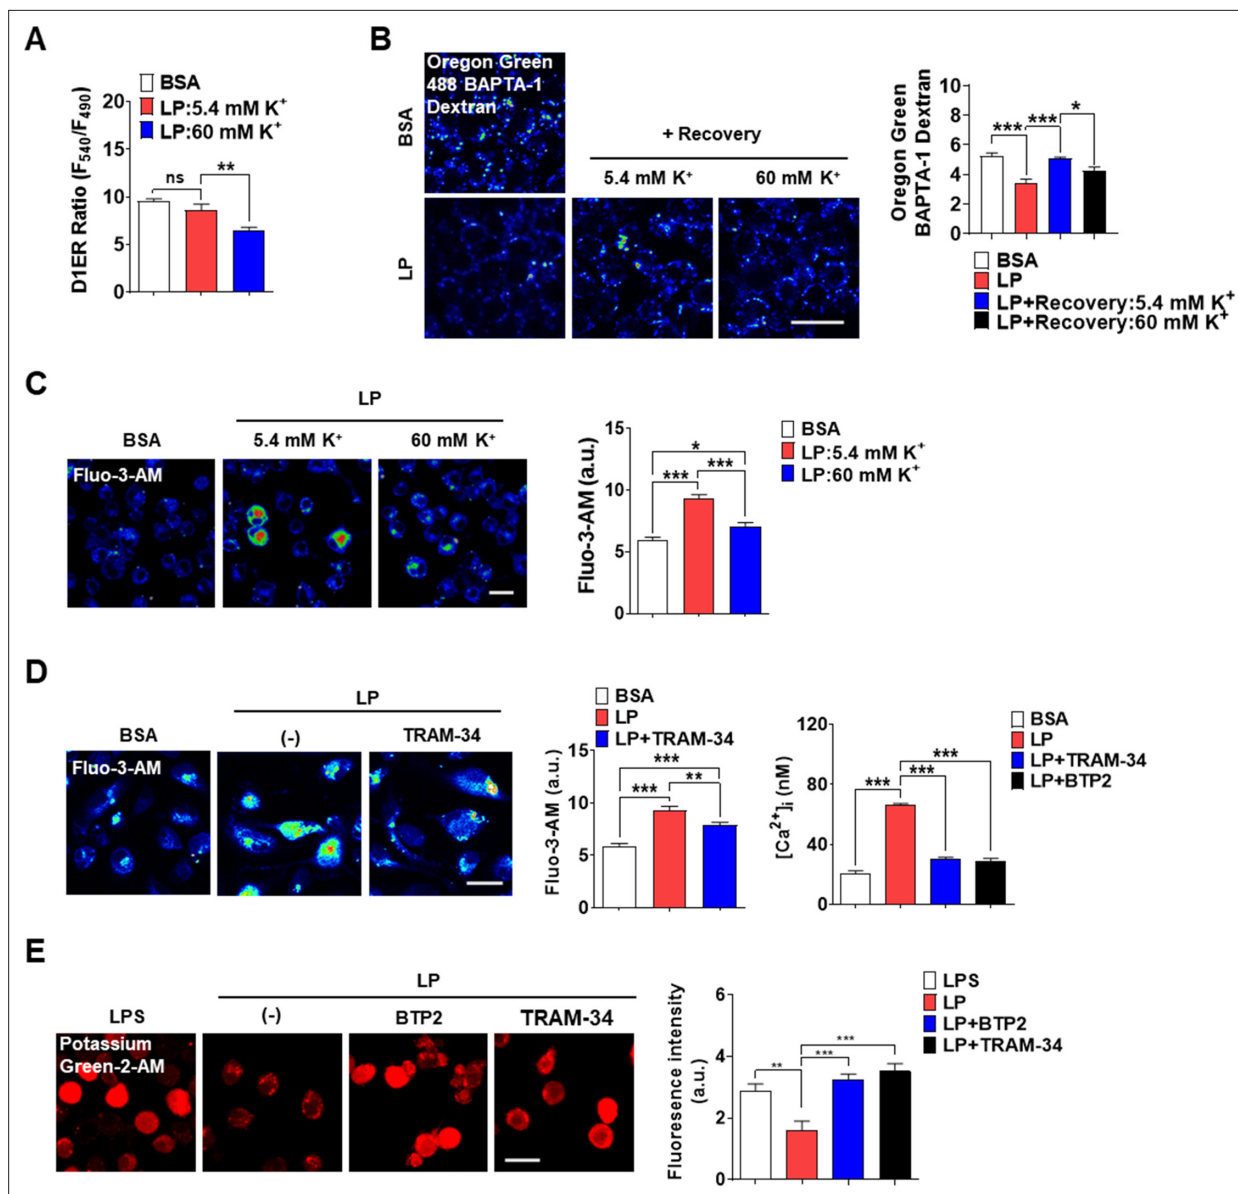 A
BSA
LP:5.4 mM K⁺
LP:60 mM K⁺
D1ER Ratio (F₅₄₀/F₄₉₀)
20
15
10
5
0
ns
**
B
Oregon Green
488 BAPTA-1
Dextran
BSA
+ Recovery
5.4 mM K⁺
60 mM K⁺
LP
Oregon Green
BAPTA-1 Dextran
10
8
6
4
2
0
***
***
*
BSA
LP
LP+Recovery:5.4 mM K⁺
LP+Recovery:60 mM K⁺
C
LP
BSA
5.4 mM K⁺
60 mM K⁺
Fluo-3-AM
Fluo-3-AM (a.u.)
15
10
5
0
*
***
***
BSA
LP:5.4 mM K⁺
LP:60 mM K⁺
D
LP
BSA
(-)
TRAM-34
Fluo-3-AM
BSA
LP
LP+TRAM-34
Fluo-3-AM (a.u.)
15
10
5
0
***
***
**
[Ca²⁺]ᵢ (nM)
120
90
60
30
0
***
***
***
BSA
LP
LP+TRAM-34
LP+BTP2
E
LP
LPS
(-)
BTP2
TRAM-34
Potassium
Green-2-AM
Fluoresence intensity
(a.u.)
6
4
2
0
**
***
***
LPS
LP
LP+BTP2
LP+TRAM-34